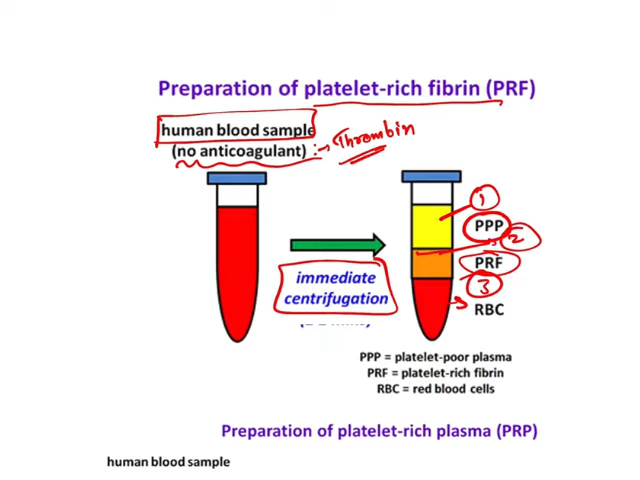 Preparation of platelet-rich fibrin (PRF)
human blood sample
(no anticoagulant) :→ Thrombin
1
PPP
2
immediate
centrifugation
PRF
3
RBC
PPP = platelet-poor plasma
PRF = platelet-rich fibrin
RBC = red blood cells
Preparation of platelet-rich plasma (PRP)
human blood sample